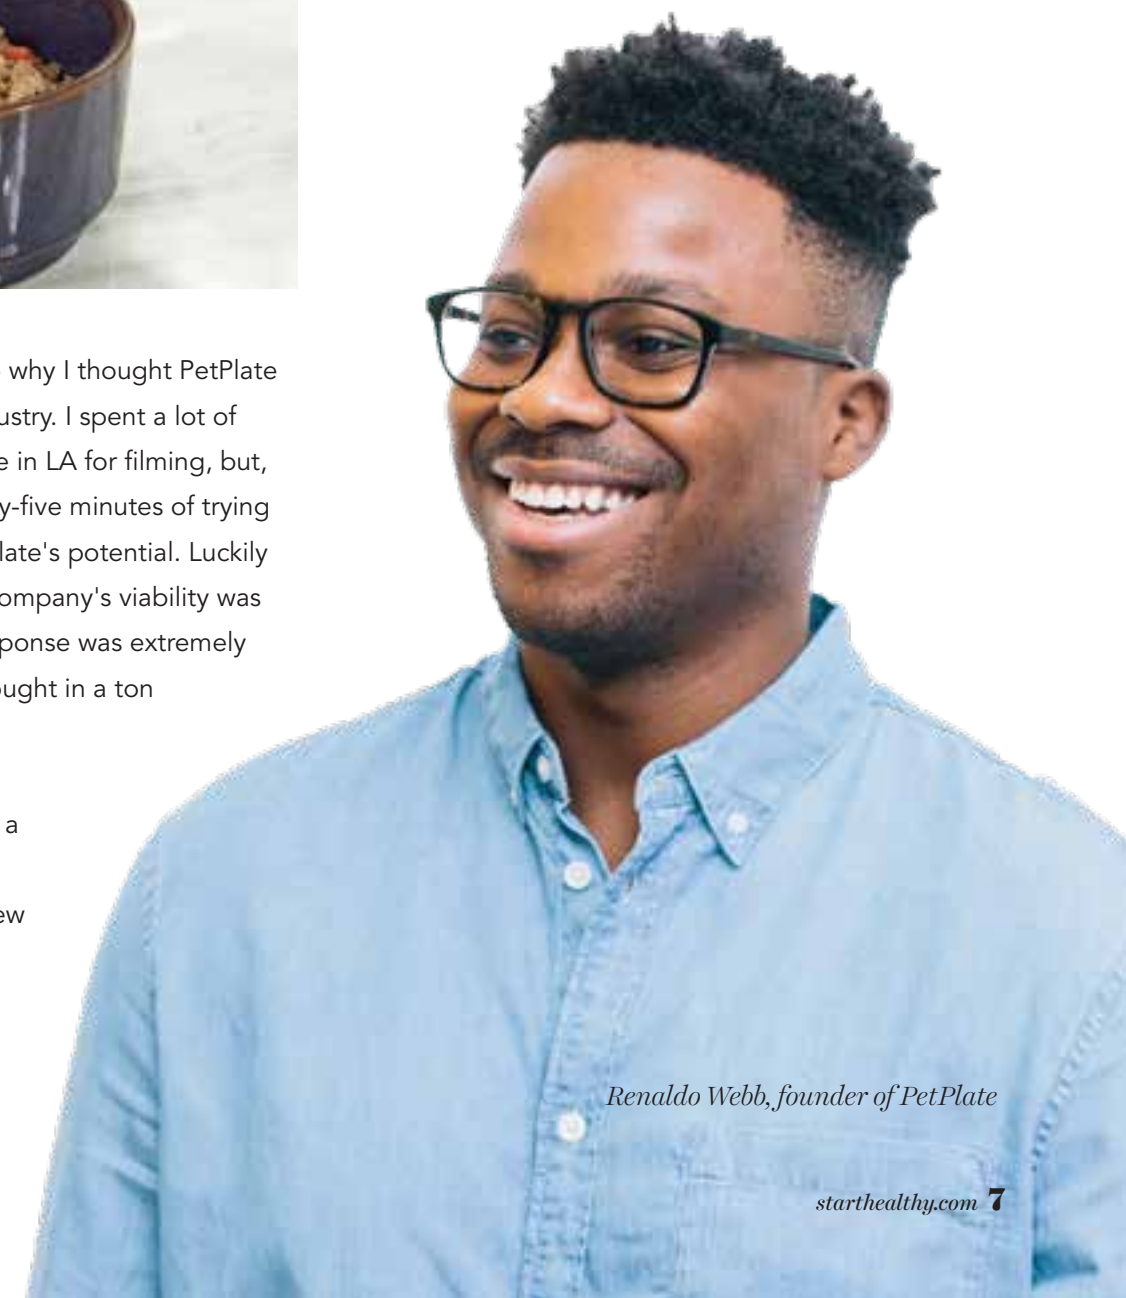 why I thought PetPlate
ustry. I spent a lot of
e in LA for filming, but,
y-five minutes of trying
late's potential. Luckily
ompany's viability was
ponse was extremely
ught in a ton
a
ew
Renaldo Webb, founder of PetPlate
starthealthy.com 7